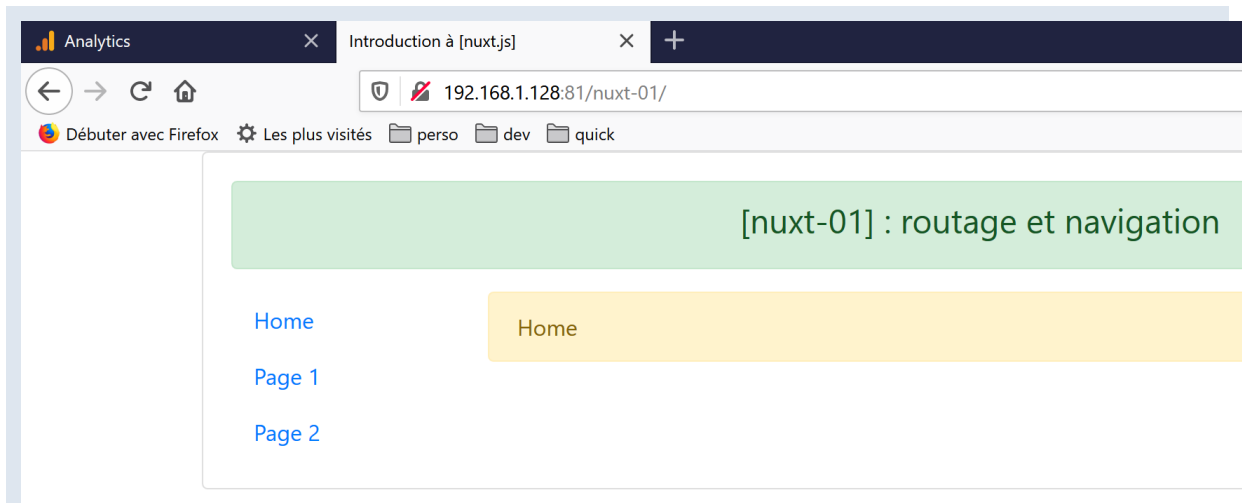 Analytics
Introduction à [nuxt.js]
192.168.1.128:81/nuxt-01/
Débuter avec Firefox Les plus visités perso dev quick
[nuxt-01] : routage et navigation
Home
Home
Page 1
Page 2